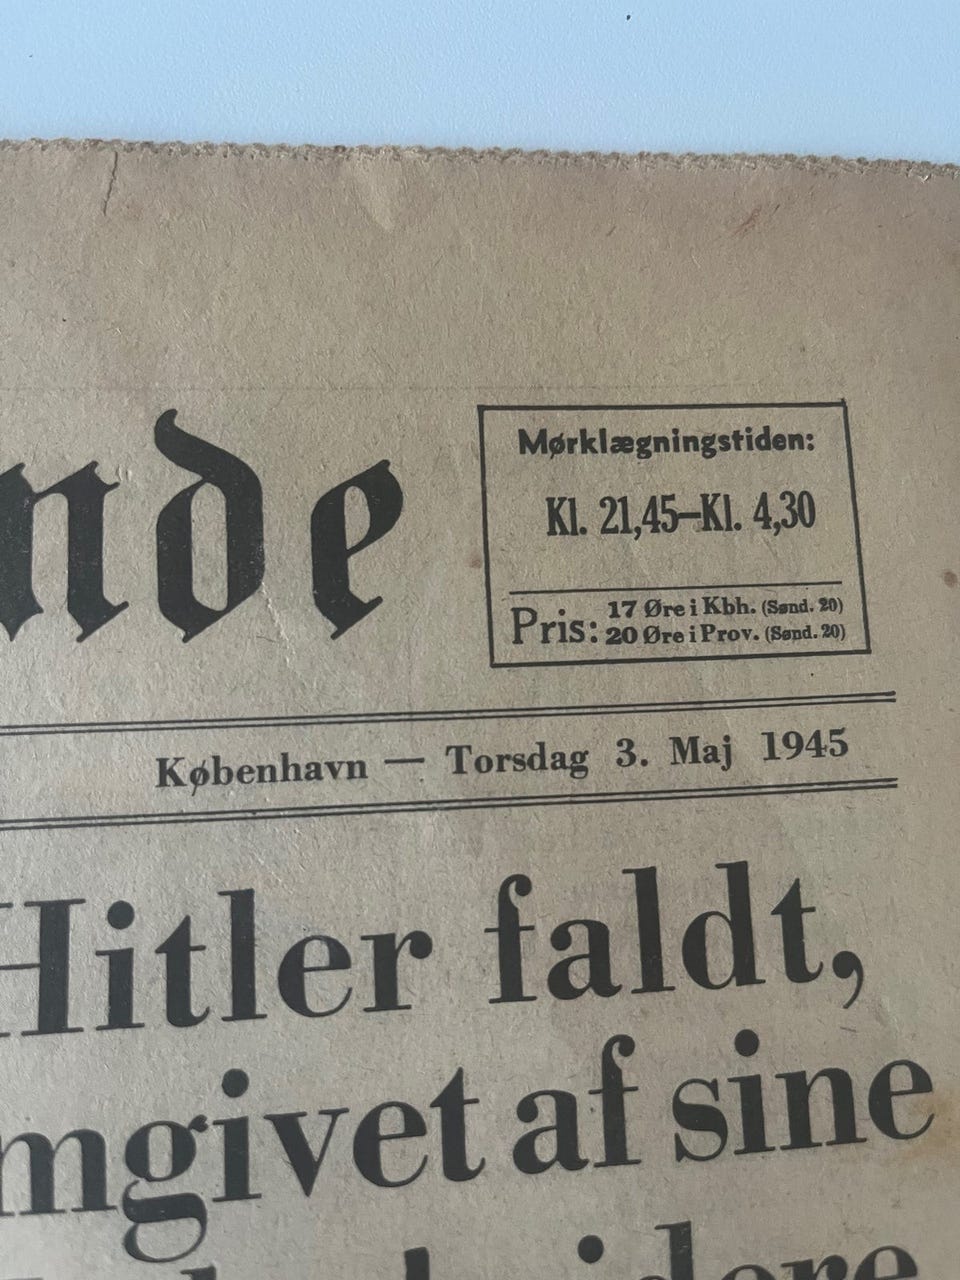 nde
Mørklægningstiden:
Kl. 21,45–Kl. 4,30
Pris: 17 Øre i Kbh. (Sønd. 20)
20 Øre i Prov. (Sønd. 20)
København — Torsdag 3. Maj 1945
Hitler faldt,
mgivet af sine